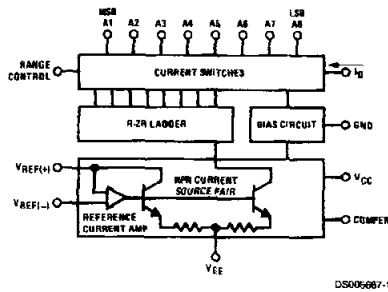 MSB LSB
A1 A2 A3 A4 A5 A6 A7 A8
RANGE
CONTROL
CURRENT SWITCHES
IO
R-2R LADDER
BIAS CIRCUIT
GND
VREF(+)
NPN CURRENT
SOURCE PAIR
VCC
VREF(–)
REFERENCE
CURRENT AMP
COMPEN
VEE
DS005687-1